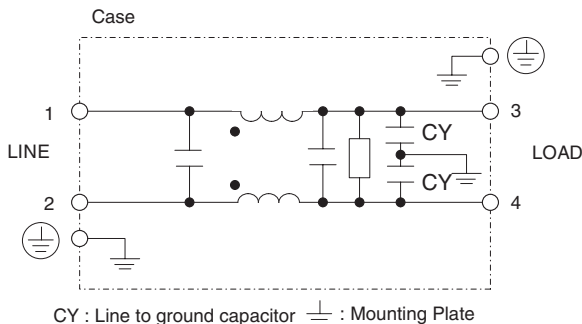 Case
1
3
CY
LINE
LOAD
CY
2
4
CY : Line to ground capacitor : Mounting Plate